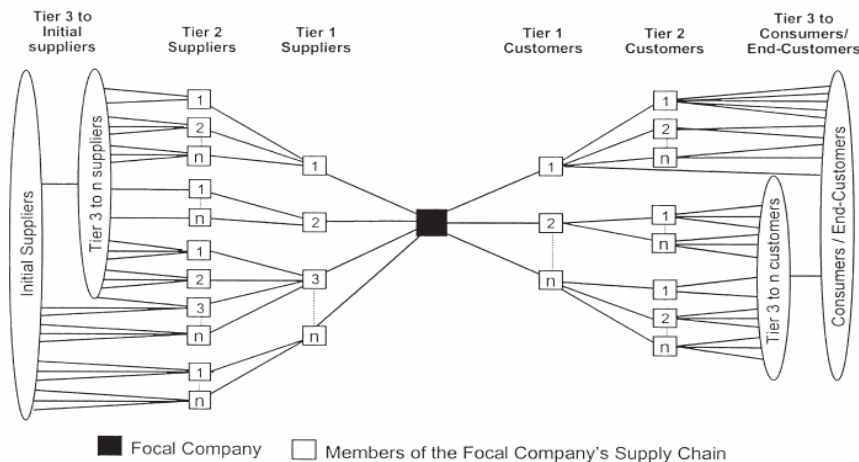 Tier 3 to
Initial
suppliers
Tier 2
Suppliers
Tier 1
Suppliers
Tier 1
Customers
Tier 2
Customers
Tier 3 to
Consumers/
End-Customers
Initial Suppliers
Tier 3 to n suppliers
1
2
n
1
n
1
2
3
n
1
n
1
2
3
n
1
2
n
1
2
n
1
n
1
2
n
Tier 3 to n customers
Consumers / End-Customers
Focal Company
Members of the Focal Company's Supply Chain